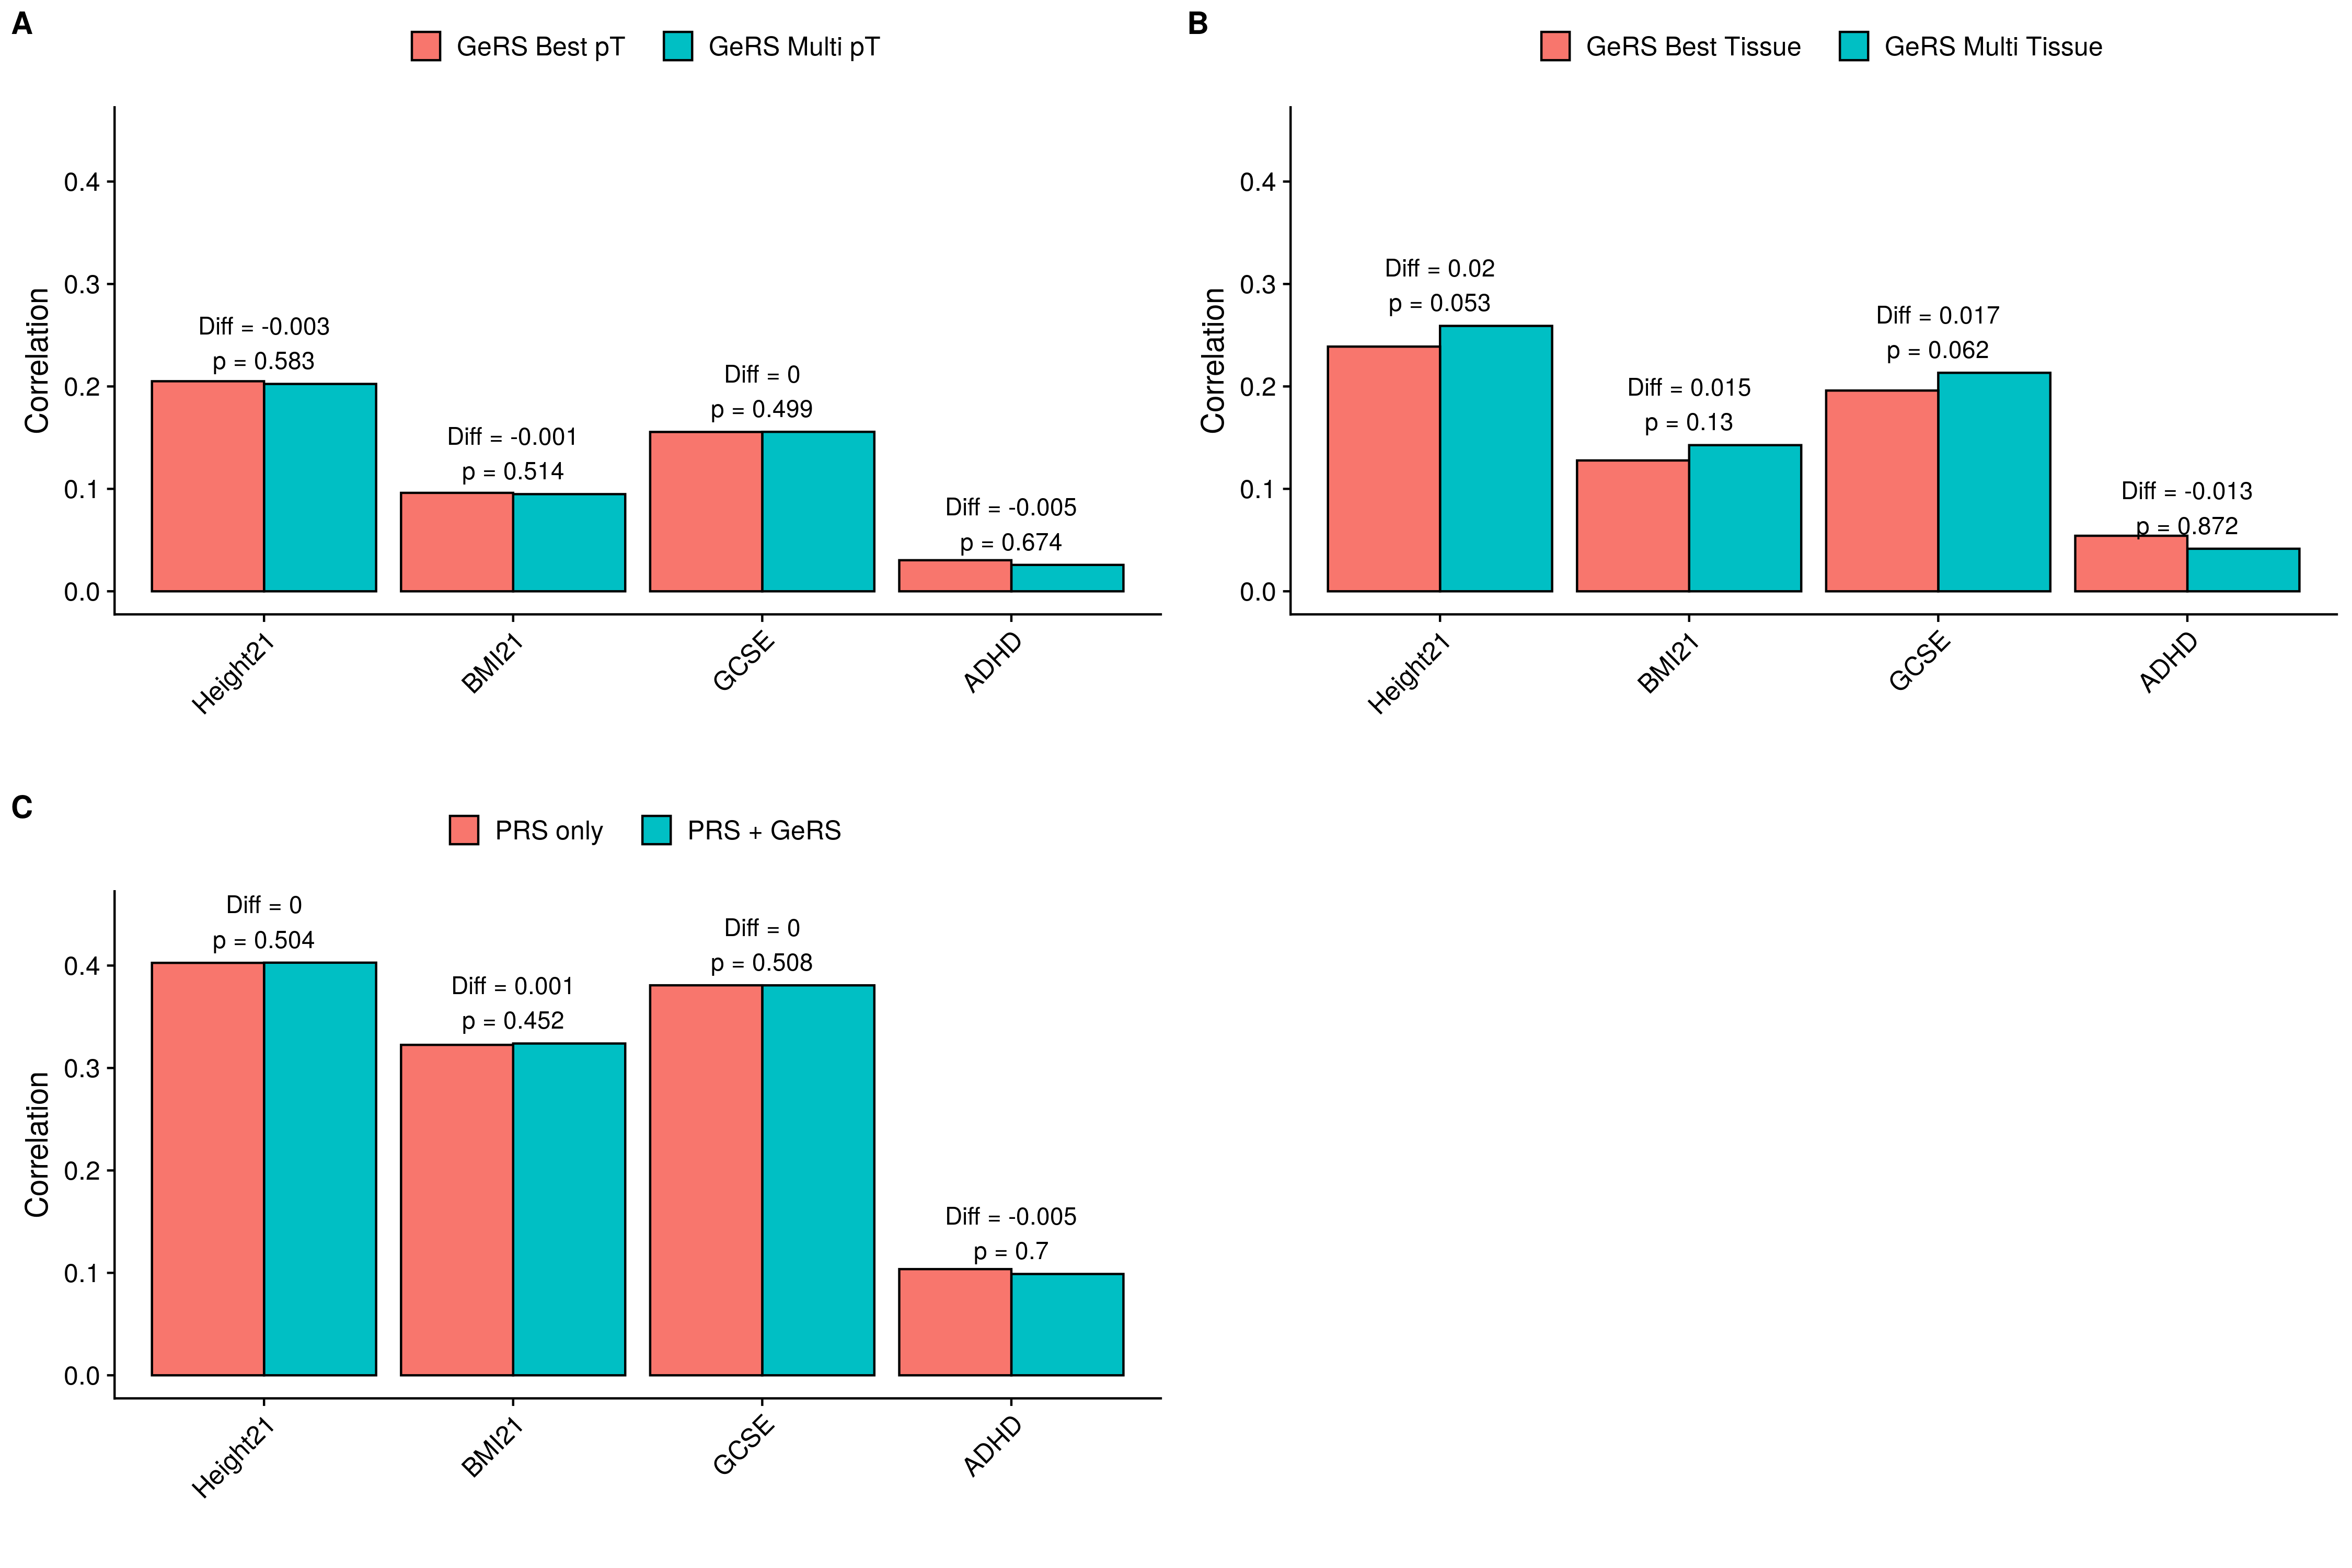 A
GeRS Best pT GeRS Multi pT
Correlation
0.4
0.3
0.2
0.1
0.0
Diff = -0.003
p = 0.583
Diff = -0.001
p = 0.514
Diff = 0
p = 0.499
Diff = -0.005
p = 0.674
Height21 BMI21 GCSE ADHD
B
GeRS Best Tissue GeRS Multi Tissue
Correlation
0.4
0.3
0.2
0.1
0.0
Diff = 0.02
p = 0.053
Diff = 0.015
p = 0.13
Diff = 0.017
p = 0.062
Diff = -0.013
p = 0.872
Height21 BMI21 GCSE ADHD
C
PRS only PRS + GeRS
Correlation
0.4
0.3
0.2
0.1
0.0
Diff = 0
p = 0.504
Diff = 0.001
p = 0.452
Diff = 0
p = 0.508
Diff = -0.005
p = 0.7
Height21 BMI21 GCSE ADHD